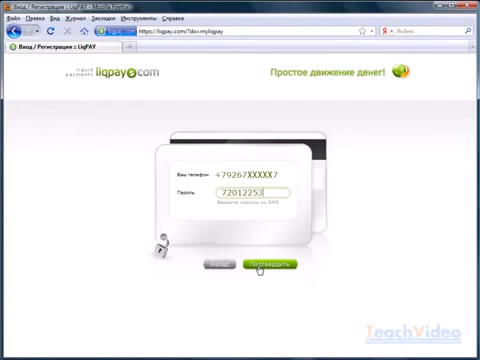 Вход / Регистрация :: LiqPAY - Mozilla Firefox
Файл Правка Вид Журнал Закладки Инструменты Справка
liqpay.com https://liqpay.com/?do=myliqpay
Яндекс
Вход / Регистрация :: LiqPAY
liquid payments
liqpay.com
Простое движение денег!
Ваш телефон: +79267XXXXX7
Пароль: 72012253
Введите пароль из SMS
Назад
Подтвердить
TeachVideo